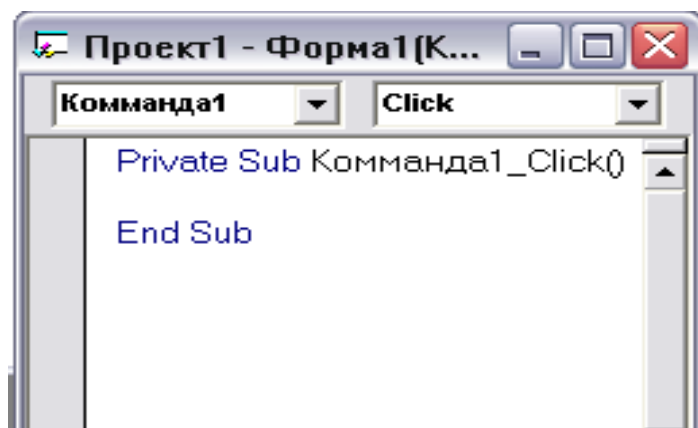 Проект1 - Форма1(К...
Комманда1 Click
Private Sub Комманда1_Click()
End Sub